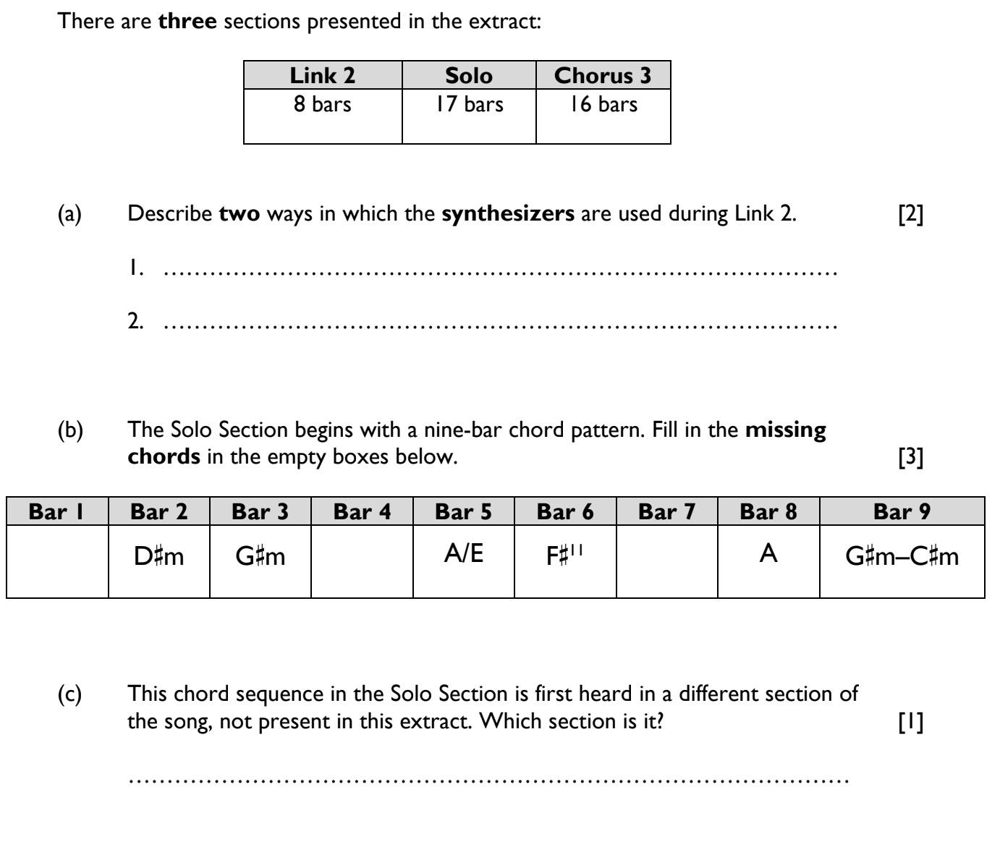 There are three sections presented in the extract:
Link 2 Solo Chorus 3
8 bars 17 bars 16 bars
(a) Describe two ways in which the synthesizers are used during Link 2. [2]
1. ........................................................................................
2. ........................................................................................
(b) The Solo Section begins with a nine-bar chord pattern. Fill in the missing
chords in the empty boxes below. [3]
Bar 1 Bar 2 Bar 3 Bar 4 Bar 5 Bar 6 Bar 7 Bar 8 Bar 9
D♯m G♯m A/E F♯¹¹ A G♯m–C♯m
(c) This chord sequence in the Solo Section is first heard in a different section of
the song, not present in this extract. Which section is it? [1]
.............................................................................................